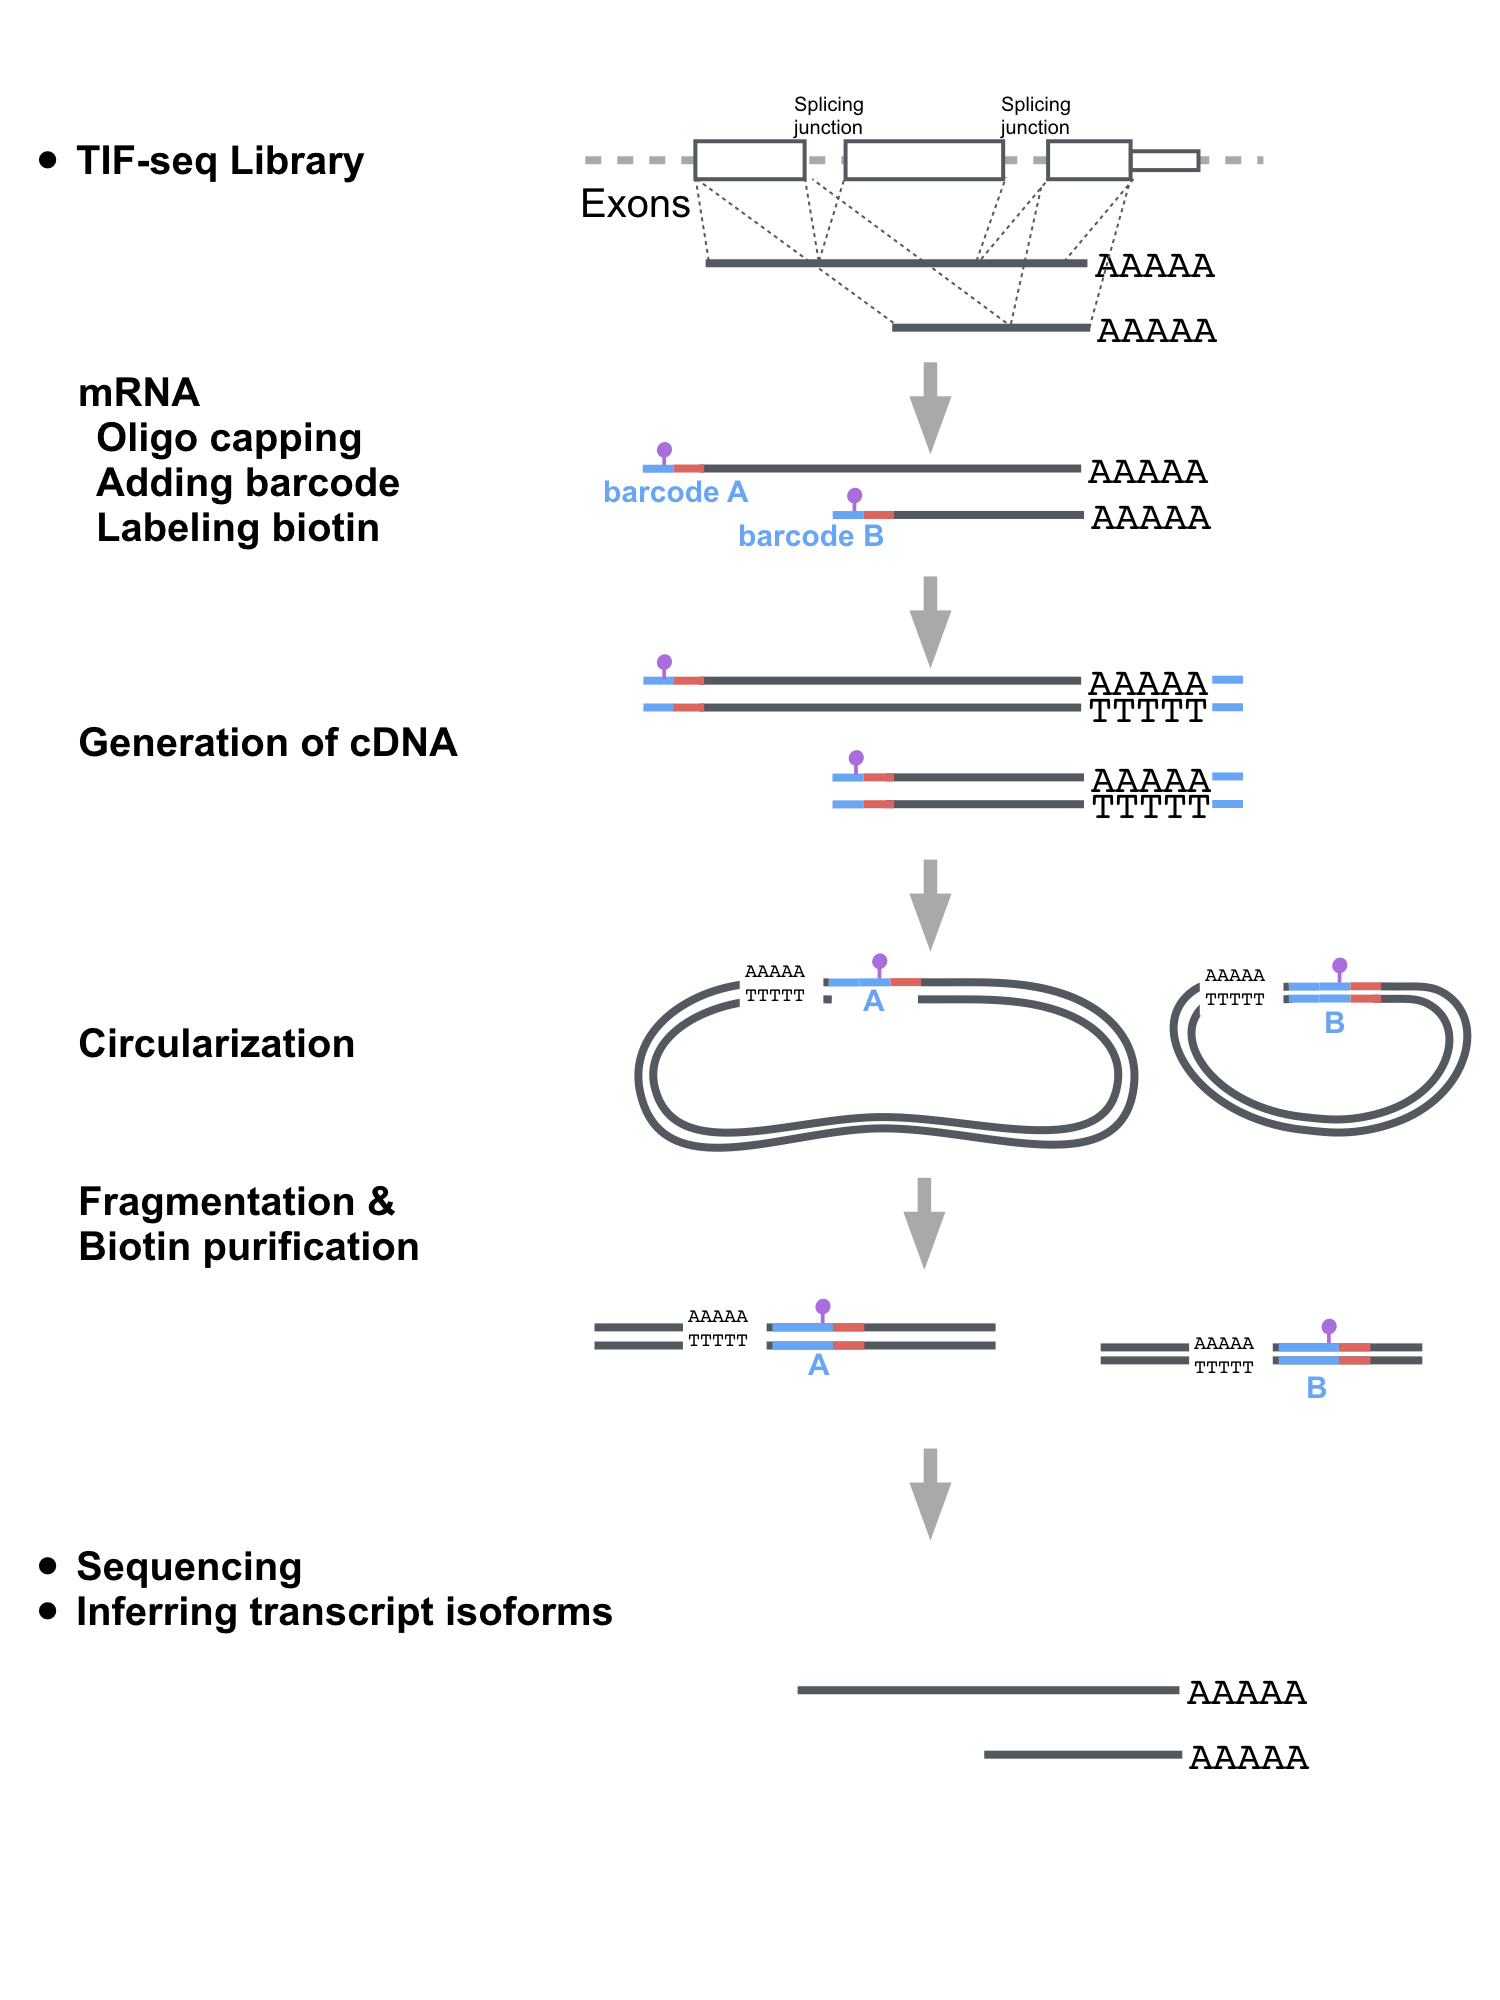 Splicing
junction
Splicing
junction
• TIF-seq Library
Exons
AAAAA
AAAAA
mRNA
Oligo capping
Adding barcode
Labeling biotin
AAAAA
barcode A
AAAAA
barcode B
AAAAA
TTTTT
Generation of cDNA
AAAAA
TTTTT
AAAAA
TTTTT
A
AAAAA
TTTTT
B
Circularization
Fragmentation &
Biotin purification
AAAAA
TTTTT
A
AAAAA
TTTTT
B
• Sequencing
• Inferring transcript isoforms
AAAAA
AAAAA